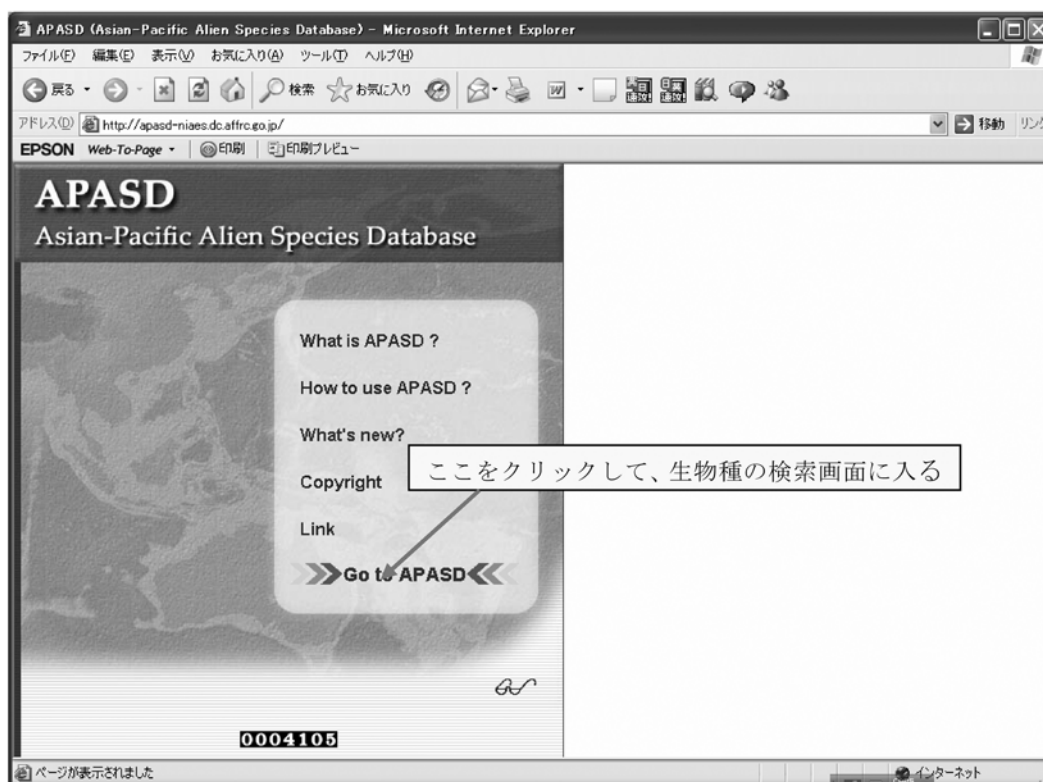 APASD (Asian-Pacific Alien Species Database) - Microsoft Internet Explorer
ファイル(F) 編集(E) 表示(V) お気に入り(A) ツール(T) ヘルプ(H)
戻る 検索 お気に入り
アドレス(D) http://apasd-niaes.dc.affrc.go.jp/ 移動 リンク
EPSON Web-To-Page 印刷 印刷プレビュー
APASD
Asian-Pacific Alien Species Database
What is APASD ?
How to use APASD ?
What's new?
ここをクリックして、生物種の検索画面に入る
Copyright
Link
Go to APASD
0004105
ページが表示されました インターネット